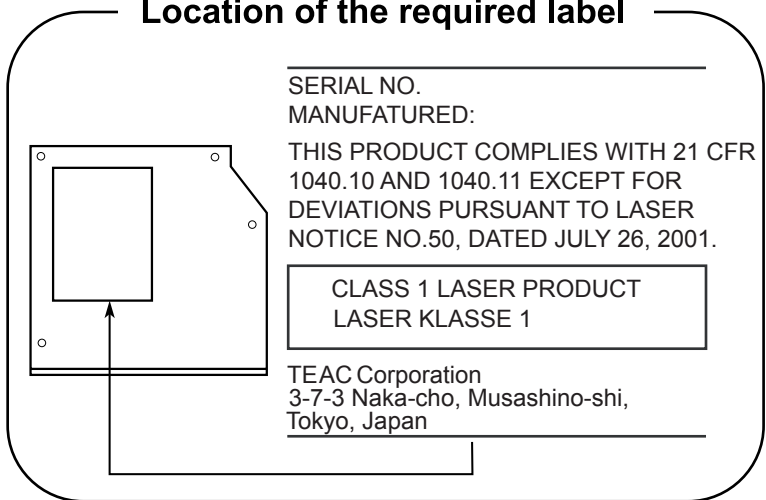 Location of the required label
SERIAL NO.
MANUFATURED:
THIS PRODUCT COMPLIES WITH 21 CFR
1040.10 AND 1040.11 EXCEPT FOR
DEVIATIONS PURSUANT TO LASER
NOTICE NO.50, DATED JULY 26, 2001.
CLASS 1 LASER PRODUCT
LASER KLASSE 1
TEAC Corporation
3-7-3 Naka-cho, Musashino-shi,
Tokyo, Japan